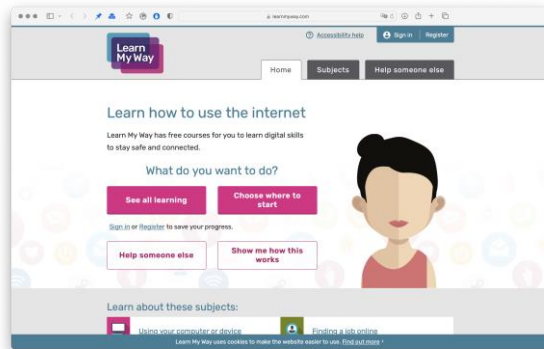 learnmyway.com
Accessibility help
Sign in
Register
Learn
My Way
Home
Subjects
Help someone else
Learn how to use the internet
Learn My Way has free courses for you to learn digital skills
to stay safe and connected.
What do you want to do?
See all learning
Choose where to
start
Sign in or Register to save your progress.
Help someone else
Show me how this
works
Learn about these subjects:
Using your computer or device
Finding a job online
Learn My Way uses cookies to make the website easier to use. Find out more